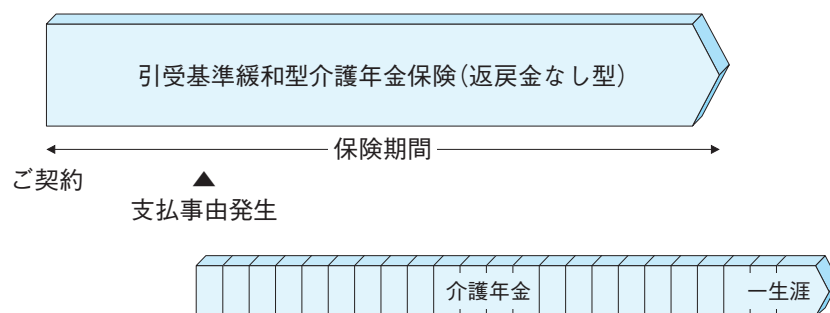 引受基準緩和型介護年金保険(返戻金なし型)
保険期間
ご契約
支払事由発生
介護年金
一生涯